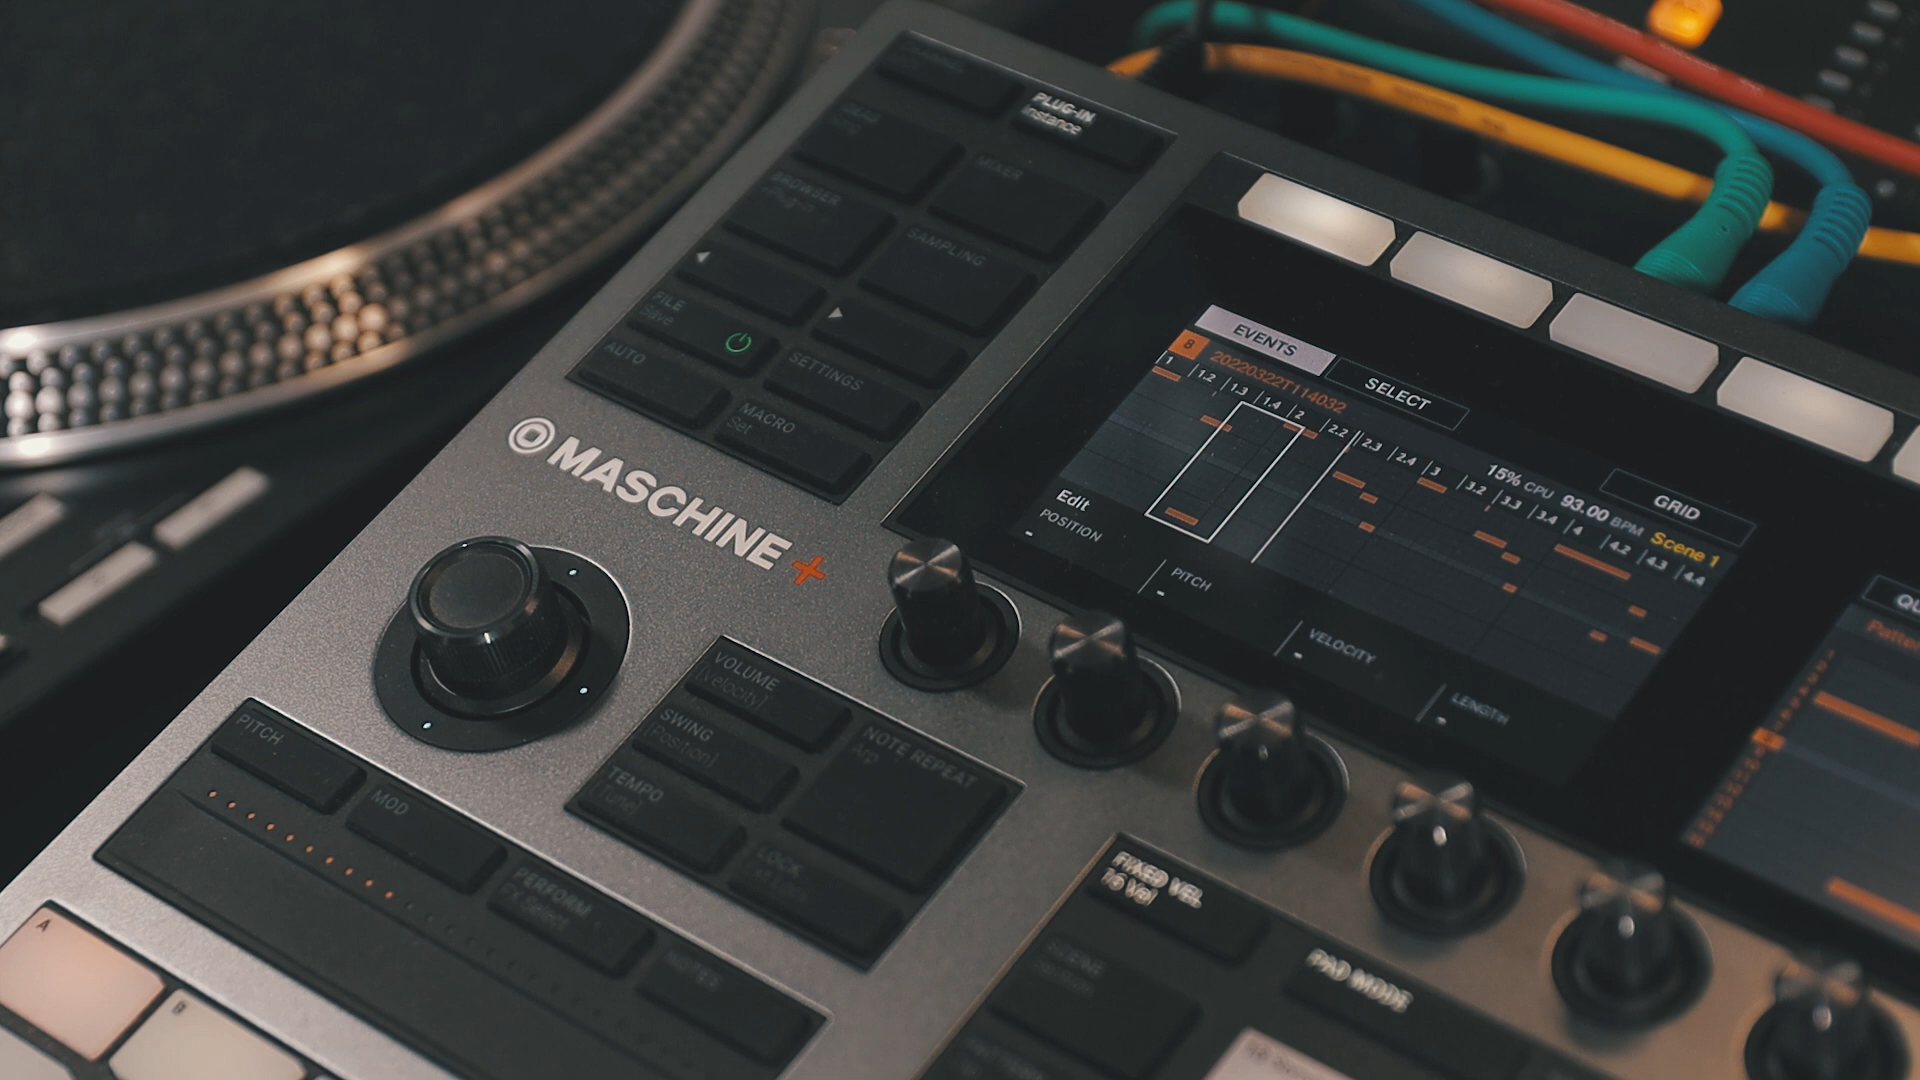 PLUG-IN
Instance
MIXER
BROWSER
Plug-in
SAMPLING
FILE
Save
SETTINGS
AUTO
MACRO
Set
MASCHINE +
EVENTS
SELECT
8
20220322T114032
1
1.2
1.3
1.4
2
2.2
2.3
2.4
3
3.2
3.3
3.4
4
4.2
4.3
4.4
15% CPU
93.00 BPM
GRID
Scene 1
Edit
POSITION
-
PITCH
-
VELOCITY
-
LENGTH
-
VOLUME
[Velocity]
SWING
[Position]
TEMPO
[Tune]
NOTE REPEAT
Arp
LOCK
PITCH
MOD
PERFORM
FX Select
NOTES
FIXED VEL
16 Vel
PAD MODE
SCENE
A
B